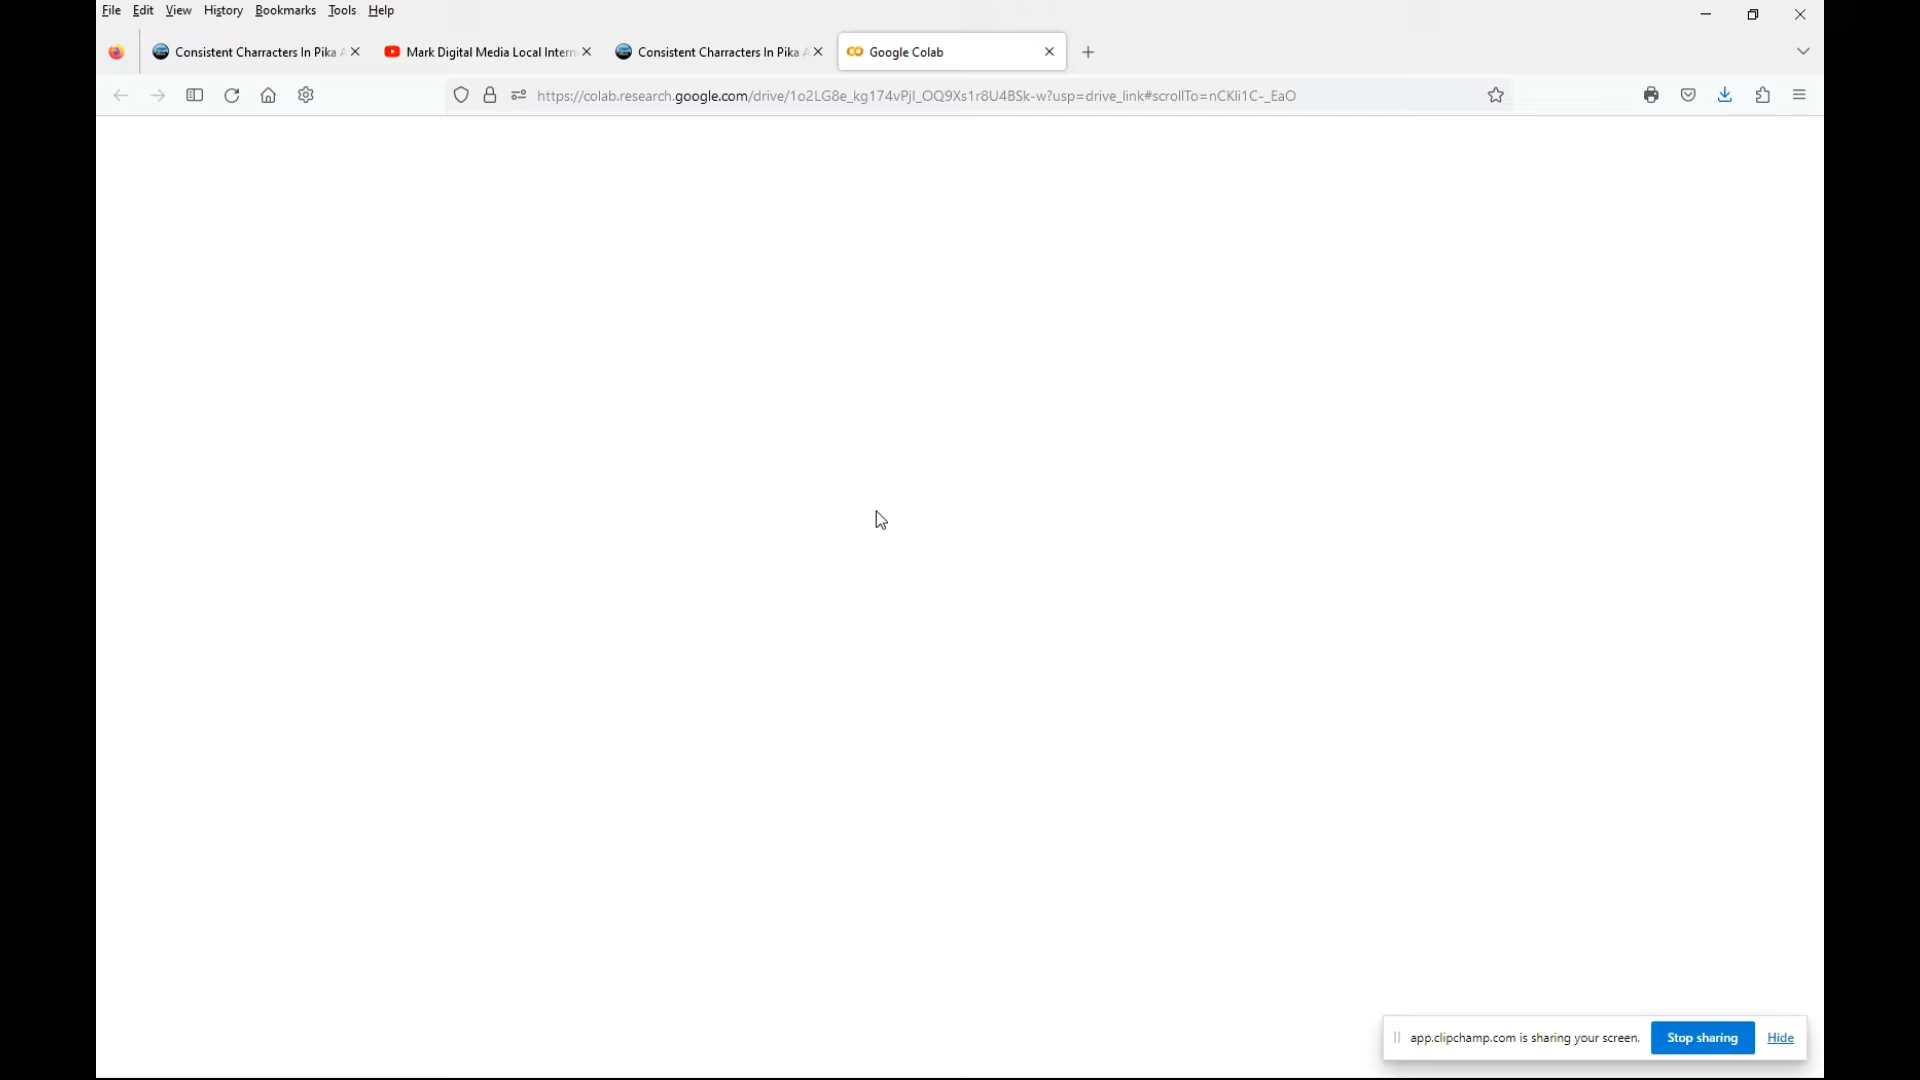 File Edit View History Bookmarks Tools Help
Consistent Charracters In Pika Mark Digital Media Local Intern Consistent Charracters In Pika Google Colab
https://colab.research.google.com/drive/1o2LG8e_kg174vPjI_OQ9Xs1r8U4BSk-w?usp=drive_link#scrollTo=nCKIi1C-_EaO
app.clipchamp.com is sharing your screen. Stop sharing Hide